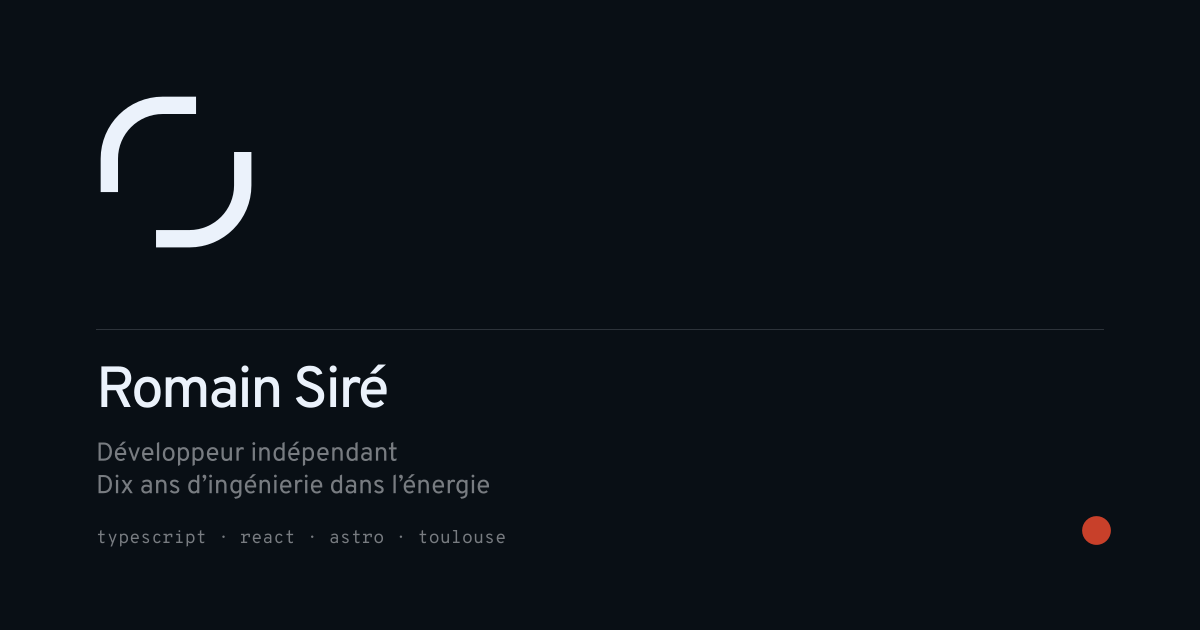 Romain Siré
Développeur indépendant
Dix ans d’ingénierie dans l’énergie
typescript · react · astro · toulouse